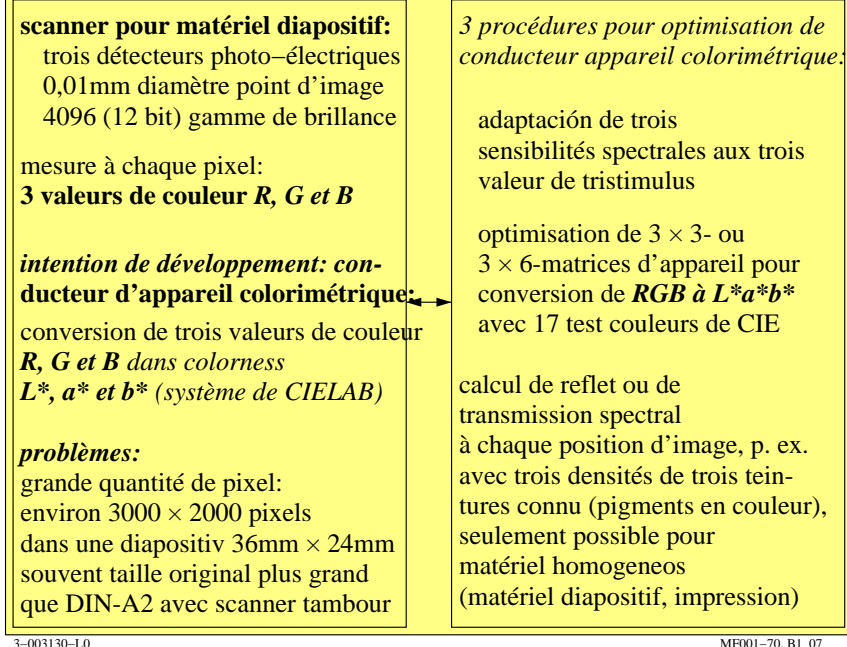 scanner pour matériel diapositif:
trois détecteurs photo−électriques
0,01mm diamètre point d'image
4096 (12 bit) gamme de brillance
mesure à chaque pixel:
3 valeurs de couleur R, G et B
intention de développement: con-
ducteur d'appareil colorimétrique:
conversion de trois valeurs de couleur
R, G et B dans colorness
L*, a* et b* (système de CIELAB)
problèmes:
grande quantité de pixel:
environ 3000 × 2000 pixels
dans une diapositiv 36mm × 24mm
souvent taille original plus grand
que DIN-A2 avec scanner tambour
3 procédures pour optimisation de
conducteur appareil colorimétrique:
adaptación de trois
sensibilités spectrales aux trois
valeur de tristimulus
optimisation de 3 × 3- ou
3 × 6-matrices d'appareil pour
conversion de RGB à L*a*b*
avec 17 test couleurs de CIE
calcul de reflet ou de
transmission spectral
à chaque position d'image, p. ex.
avec trois densités de trois tein-
tures connu (pigments en couleur),
seulement possible pour
matériel homogeneos
(matériel diapositif, impression)
3−003130−L0
MF001−70, B1_07